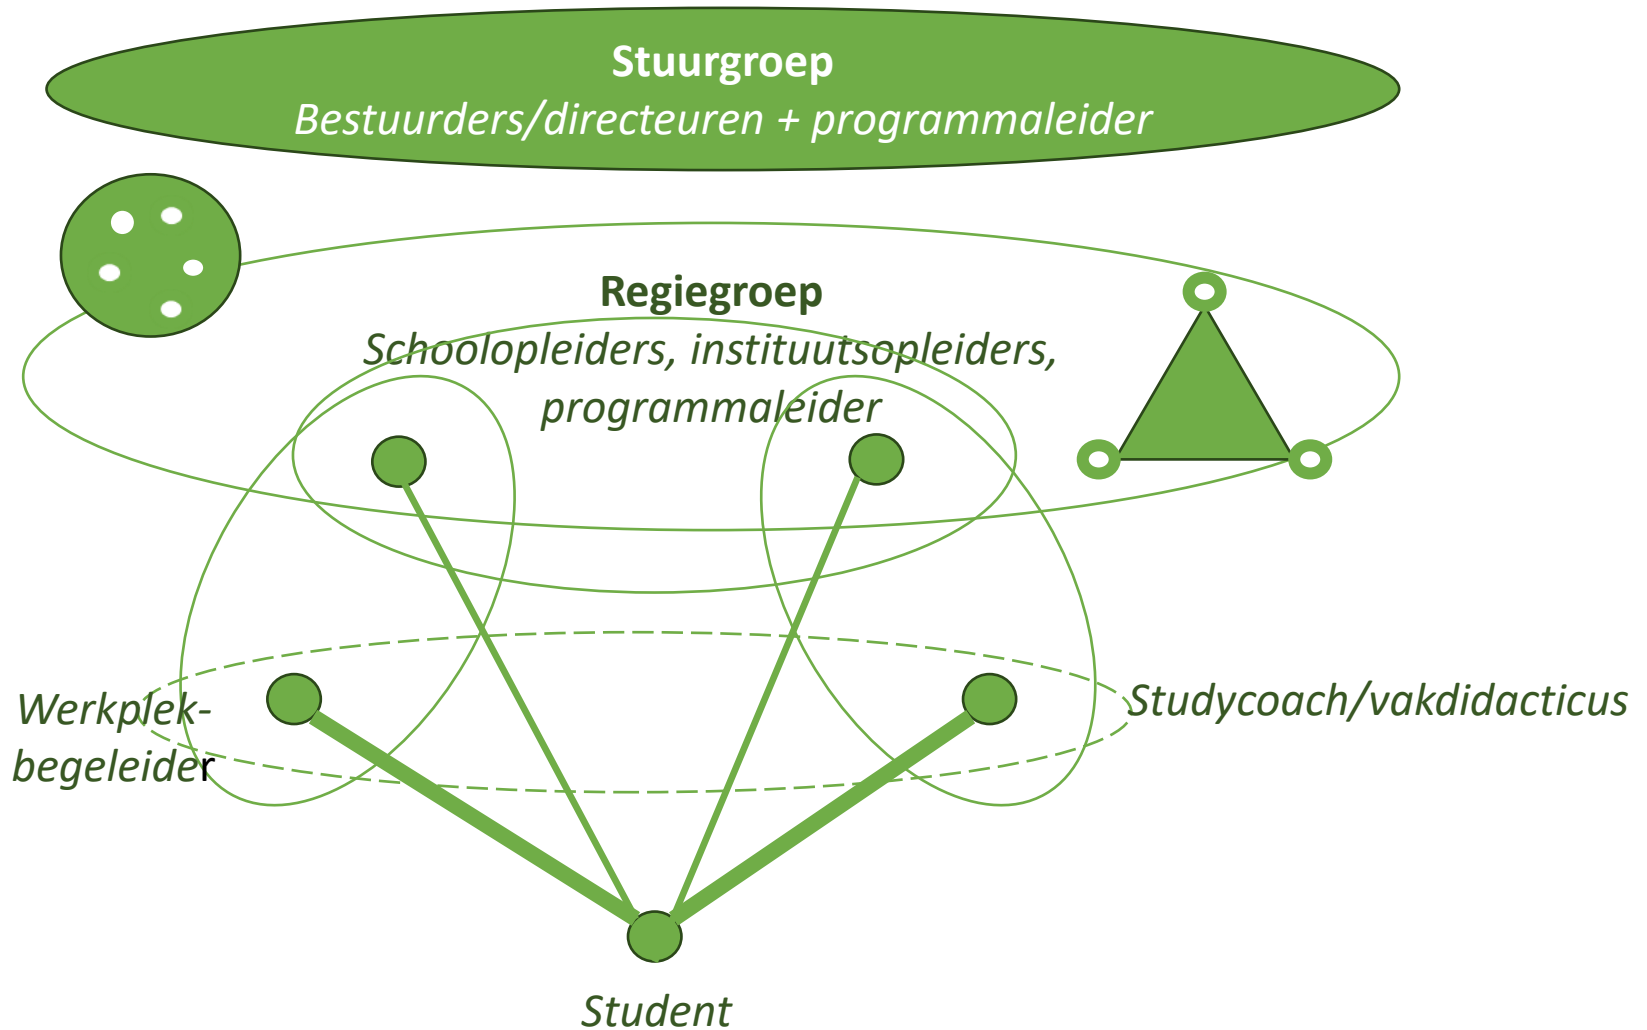 Stuurgroep
Bestuurders/directeuren + programmaleider
Regiegroep
Schoolopleiders, instituutsopleiders,
programmaleider
Werkplek-
begeleider
Studycoach/vakdidacticus
Student